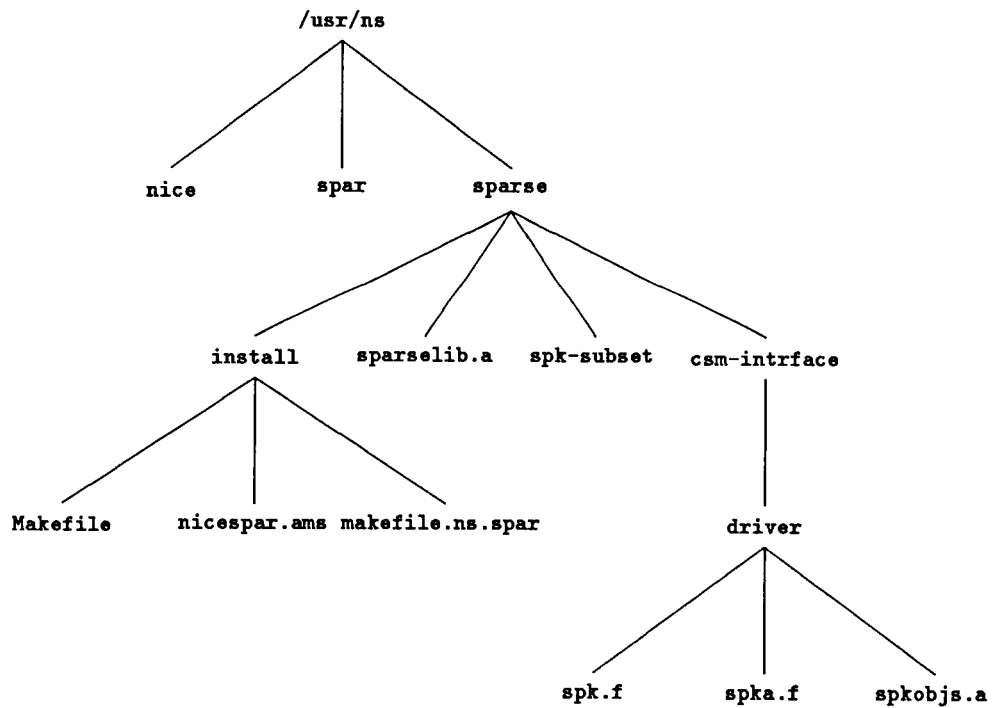 /usr/ns
nice spar sparse
install sparselib.a spk-subset csm-intrface
Makefile nicespar.ams makefile.ns.spar
driver
spk.f spka.f spkobjs.a